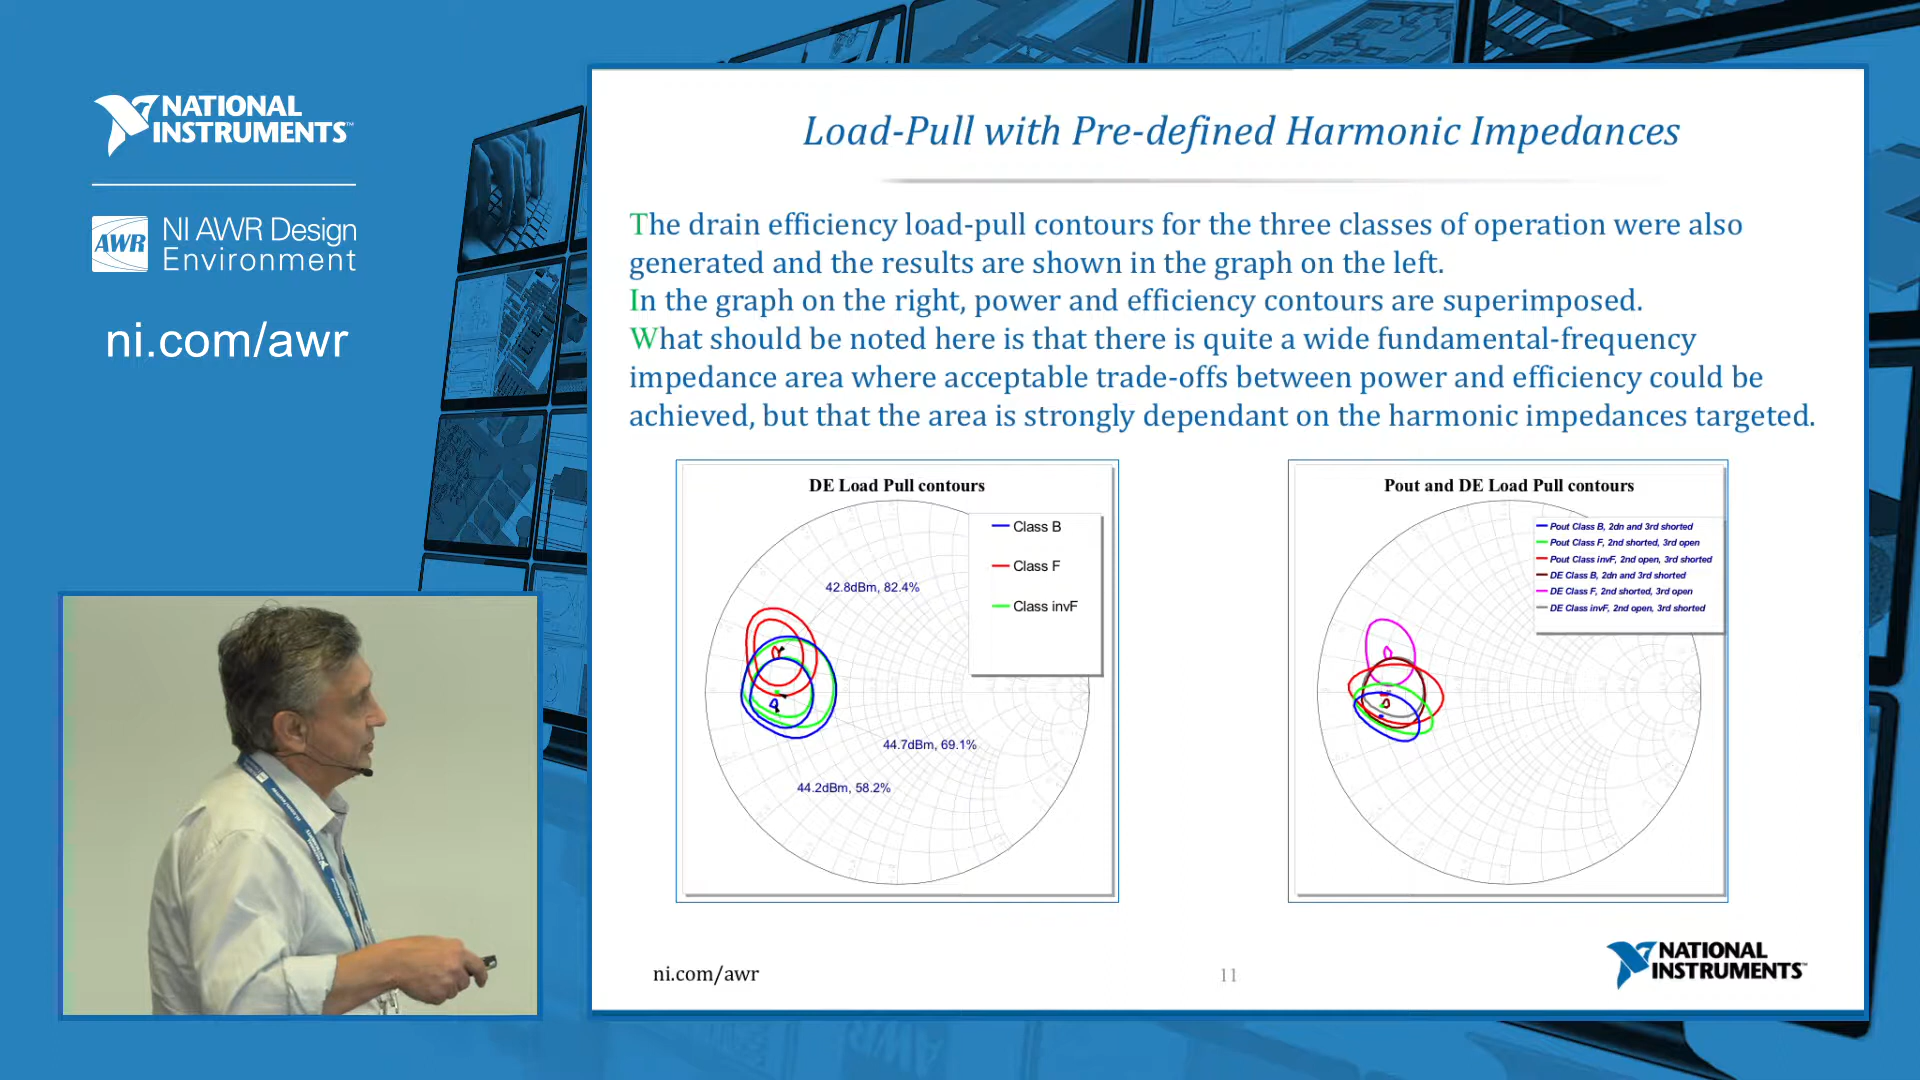 NATIONAL
INSTRUMENTS™
AWR
NI AWR Design
Environment
ni.com/awr
Load-Pull with Pre-defined Harmonic Impedances
The drain efficiency load-pull contours for the three classes of operation were also
generated and the results are shown in the graph on the left.
In the graph on the right, power and efficiency contours are superimposed.
What should be noted here is that there is quite a wide fundamental-frequency
impedance area where acceptable trade-offs between power and efficiency could be
achieved, but that the area is strongly dependant on the harmonic impedances targeted.
DE Load Pull contours
Class B
Class F
Class invF
42.8dBm, 82.4%
44.7dBm, 69.1%
44.2dBm, 58.2%
Pout and DE Load Pull contours
Pout Class B, 2dn and 3rd shorted
Pout Class F, 2nd shorted, 3rd open
Pout Class invF, 2nd open, 3rd shorted
DE Class B, 2dn and 3rd shorted
DE Class F, 2nd shorted, 3rd open
DE Class invF, 2nd open, 3rd shorted
ni.com/awr
11
NATIONAL
INSTRUMENTS™